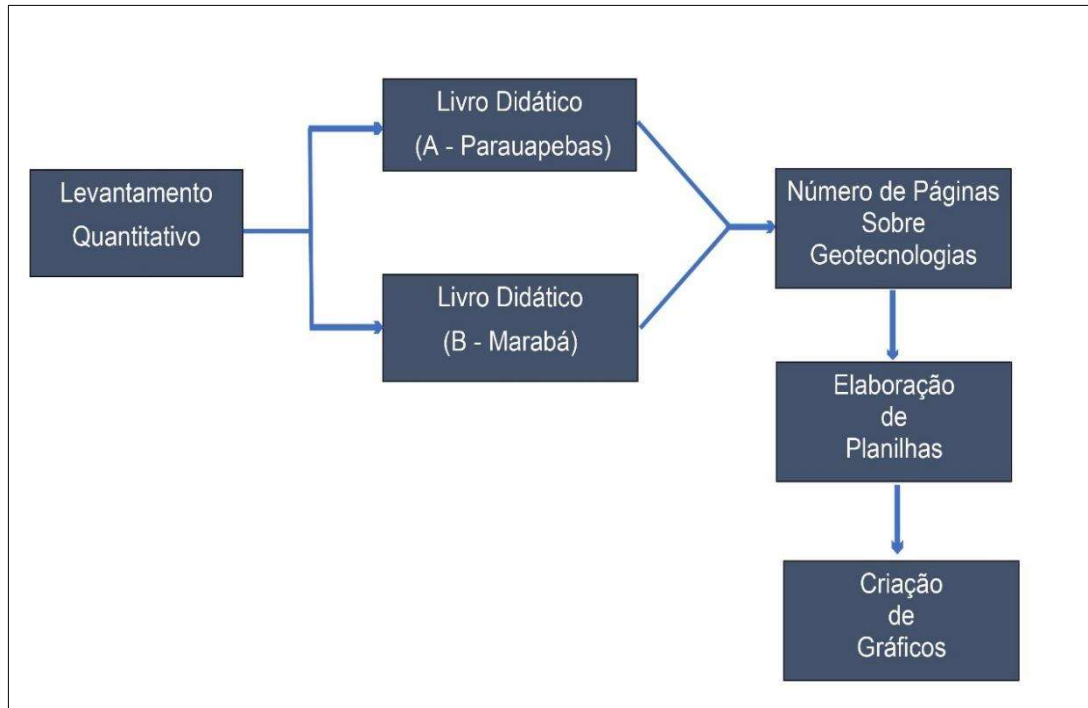 Levantamento
Quantitativo
Livro Didático
(A - Parauapebas)
Livro Didático
(B - Marabá)
Número de Páginas
Sobre
Geotecnologias
Elaboração
de
Planilhas
Criação
de
Gráficos